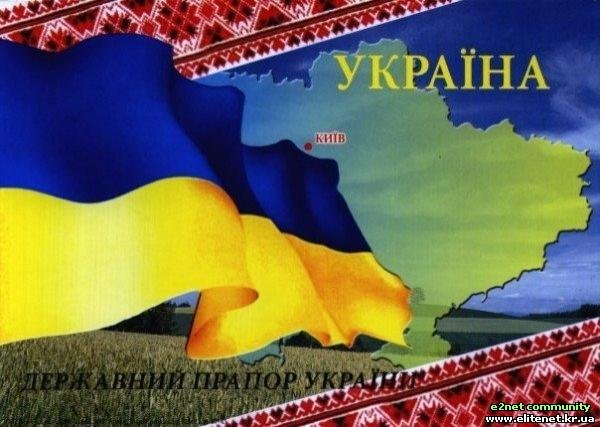 УКРАЇНА
КИЇВ
ДЕРЖАВНИЙ ПРАПОР УКРАЇНИ
e2net community
www.elitenet.kr.ua